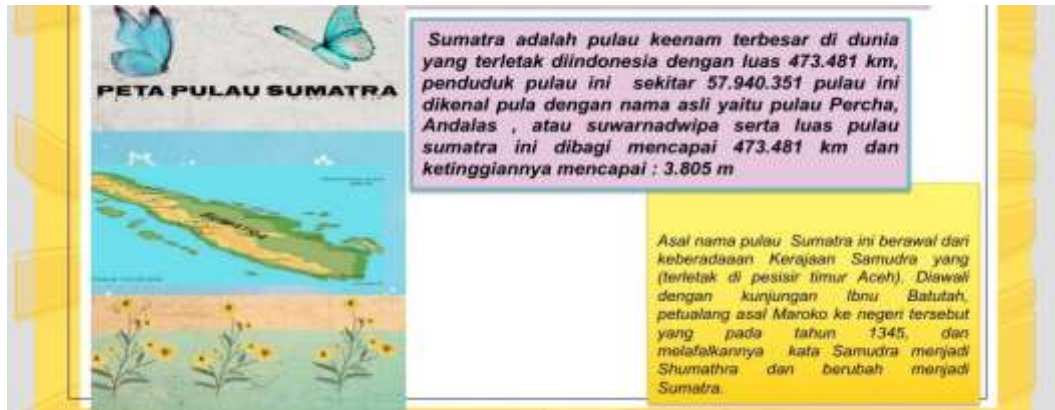 PETA PULAU SUMATRA
Sumatra adalah pulau keenam terbesar di dunia
yang terletak diindonesia dengan luas 473.481 km,
penduduk pulau ini sekitar 57.940.351 pulau ini
dikenal pula dengan nama asli yaitu pulau Percha,
Andalas , atau suwarnadwipa serta luas pulau
sumatra ini dibagi mencapai 473.481 km dan
ketinggiannya mencapai : 3.805 m
SUMATRA
Asal nama pulau Sumatra ini berawal dari
keberadaaan Kerajaan Samudra yang
(terletak di pesisir timur Aceh). Diawali
dengan kunjungan Ibnu Batutah,
petualang asal Maroko ke negeri tersebut
yang pada tahun 1345, dan
melafalkannya kata Samudra menjadi
Shumathra dan berubah menjadi
Sumatra.